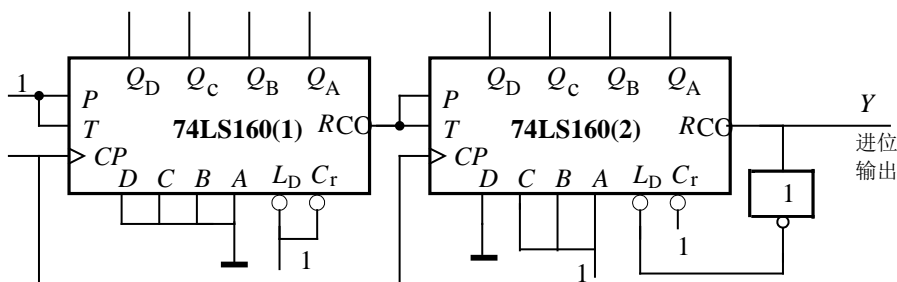 Q_D Q_c Q_B Q_A Q_D Q_c Q_B Q_A
1 P P Y
T 74LS160(1) RCO T 74LS160(2) RCO 进位
CP CP 输出
D C B A L_D C_r D C B A L_D C_r 1
1 1 1